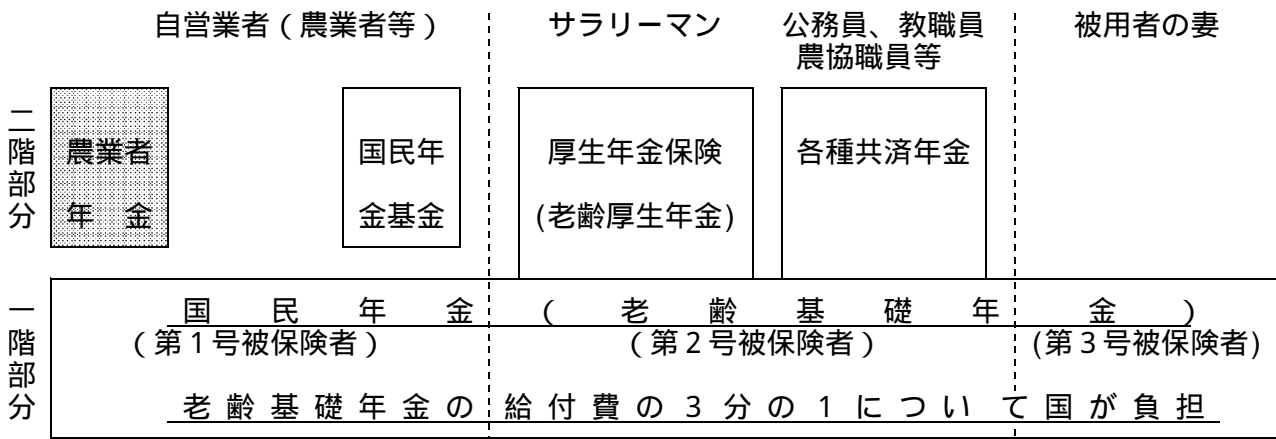 自営業者（農業者等）
サラリーマン
公務員、教職員
農協職員等
被用者の妻
二階部分
農業者
年　金
国民年
金基金
厚生年金保険
(老齢厚生年金)
各種共済年金
一階部分
国民年金（老齢基礎年金）
（第1号被保険者）
（第2号被保険者）
(第3号被保険者)
老齢基礎年金の給付費の3分の1について国が負担